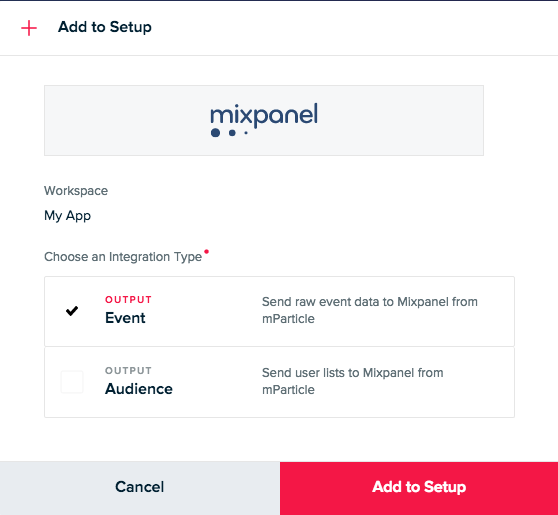 Add to Setup
mixpanel
Workspace
My App
Choose an Integration Type*
OUTPUT
Event
Send raw event data to Mixpanel from
mParticle
OUTPUT
Audience
Send user lists to Mixpanel from
mParticle
Cancel
Add to Setup